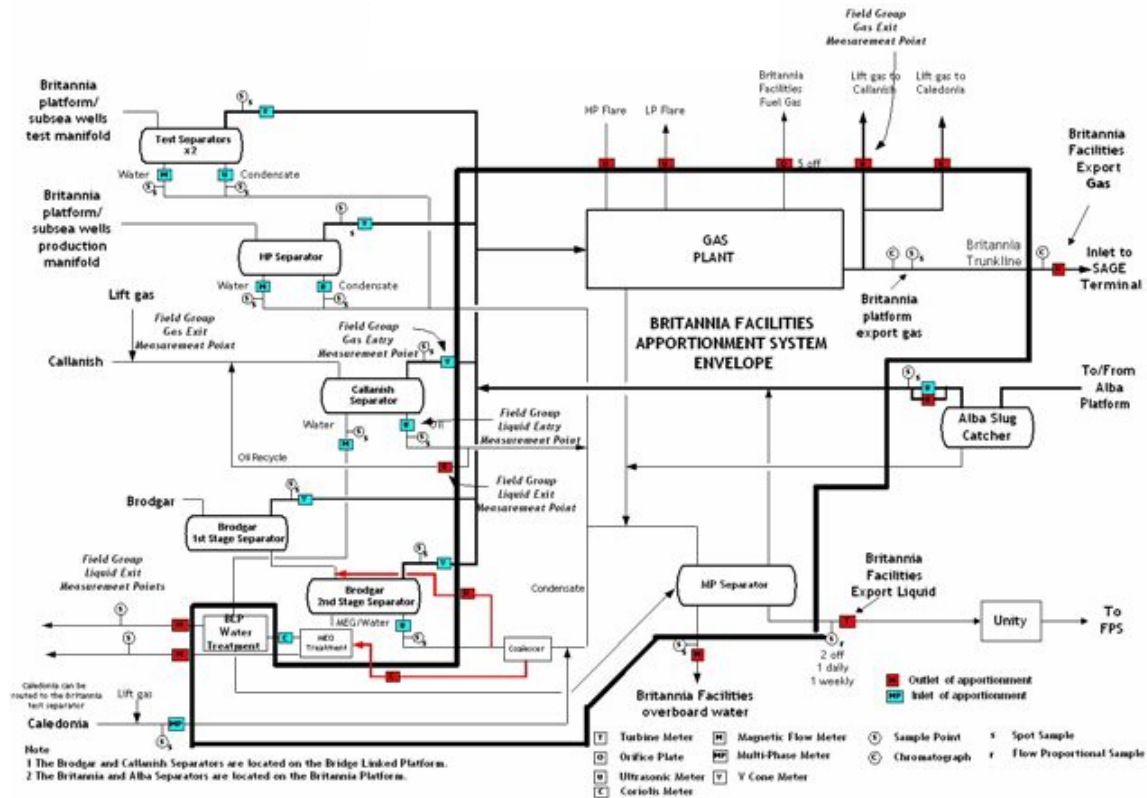 Field Group
Gas Exit
Measurement Point
Britannia
platform/
subsea wells
test manifold
Britannia
Facilities
Fuel Gas
Lift gas to
Callanish
Lift gas to
Caledonia
HP Flare
LP Flare
Test Separators
x2
Water
Condensate
5 off
Britannia
Facilities
Export
Gas
Britannia
platform/
subsea wells
production
manifold
HP Separator
Water
Condensate
GAS
PLANT
Britannia
Trunkline
Inlet to
SAGE
Terminal
Britannia
platform
export gas
Lift gas
Field Group
Gas Exit
Measurement Point
Field Group
Gas Entry
Measurement Point
BRITANNIA FACILITIES
APPORTIONMENT SYSTEM
ENVELOPE
Callanish
Callanish
Separator
To/From
Alba
Platform
Alba Slug
Catcher
Water
Oil
Field Group
Liquid Entry
Measurement Point
Oil Recycle
Field Group
Liquid Exit
Measurement Point
Brodgar
Brodgar
1st Stage Separator
Field Group
Liquid Exit
Measurement Points
Brodgar
2nd Stage Separator
Condensate
MP Separator
Britannia
Facilities
Export Liquid
MEG/Water
BLP
Water
Treatment
MEG
Treatment
Coalescer
Unity
To
FPS
2 off
1 daily
1 weekly
Caledonia can be
routed to the Britannia
test separator
Lift gas
Caledonia
MP
Britannia Facilities
overboard water
M Outlet of apportionment
M Inlet of apportionment
T Turbine Meter
M Magnetic Flow Meter
S Sample Point
s Spot Sample
O Orifice Plate
MP Multi-Phase Meter
C Chromatograph
F Flow Proportional Sample
U Ultrasonic Meter
V V Cone Meter
C Coriolis Meter
Note
1 The Brodgar and Callanish Separators are located on the Bridge Linked Platform.
2 The Britannia and Alba Separators are located on the Britannia Platform.